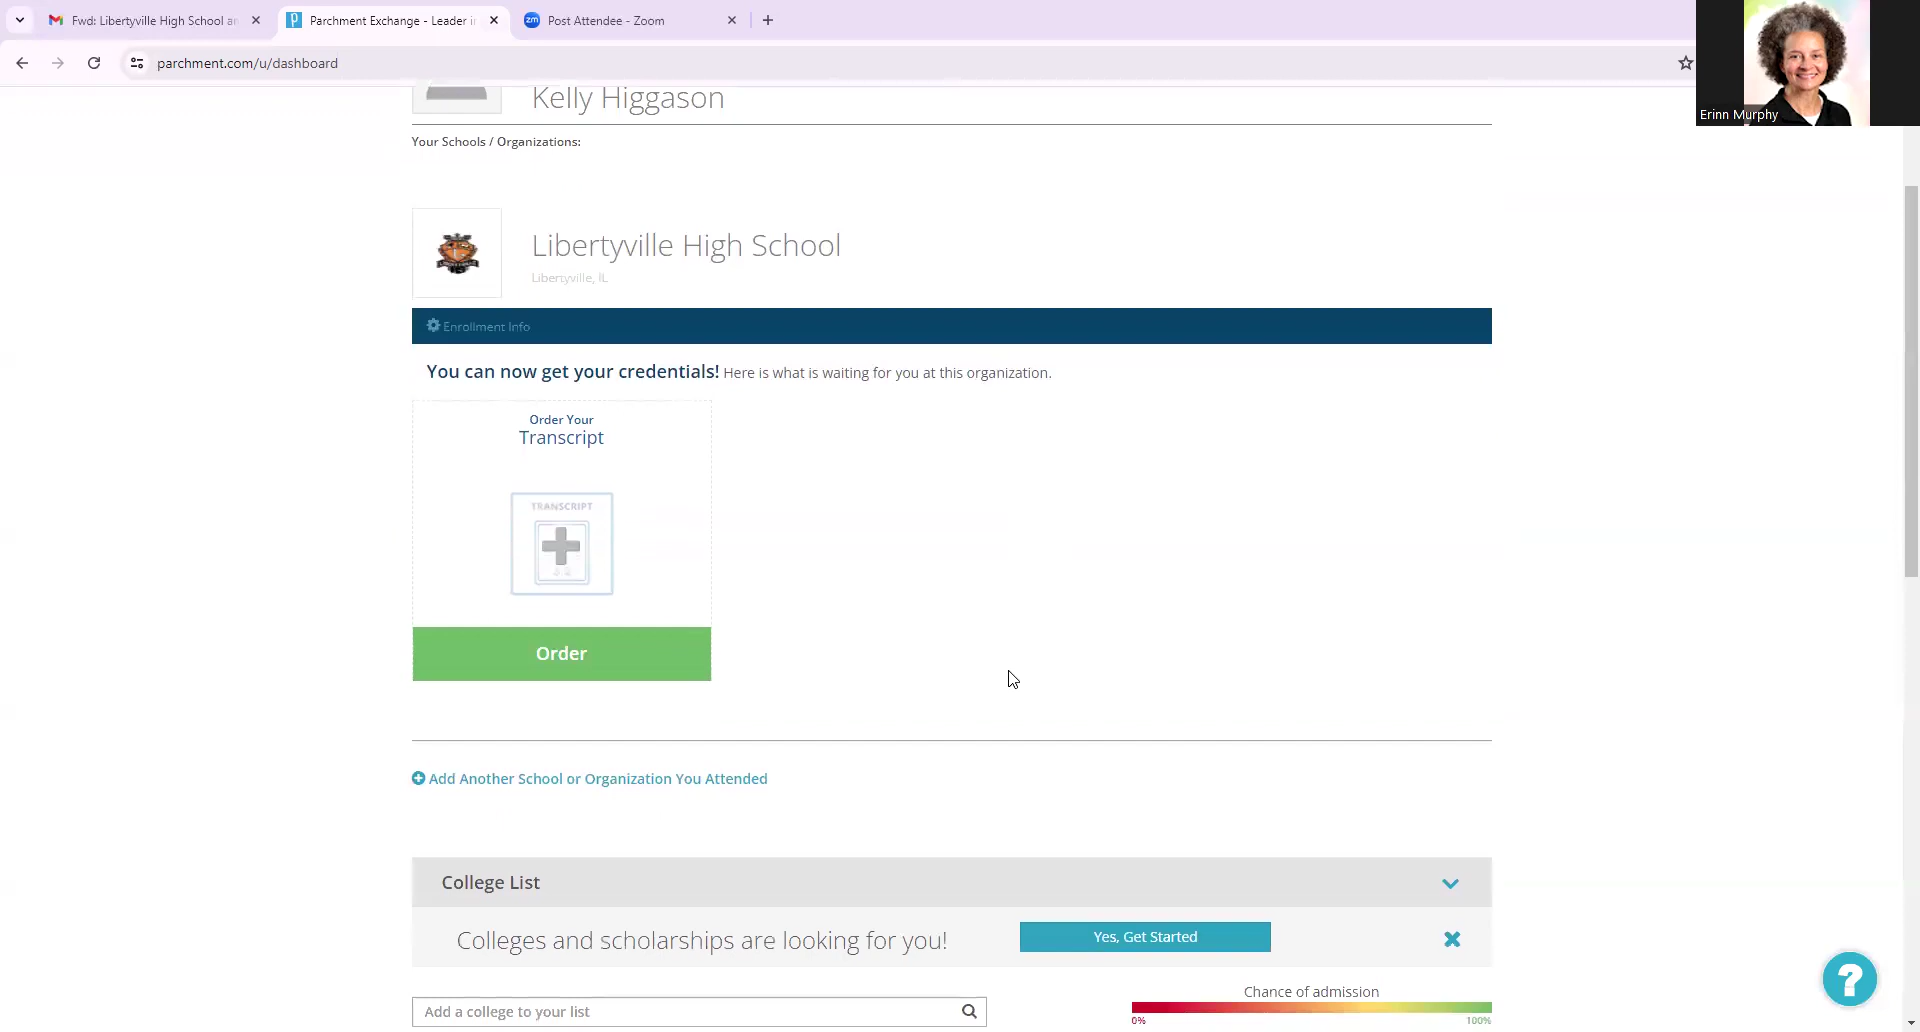 Fwd: Libertyville High School a
Parchment Exchange - Leader i
zm
Post Attendee - Zoom
parchment.com/u/dashboard
Erinn Murphy
Kelly Higgason
Your Schools / Organizations:
Libertyville High School
Libertyville, IL
Enrollment Info
You can now get your credentials! Here is what is waiting for you at this organization.
Order Your
Transcript
TRANSCRIPT
Order
Add Another School or Organization You Attended
College List
Colleges and scholarships are looking for you!
Yes, Get Started
Add a college to your list
Chance of admission
0%
100%